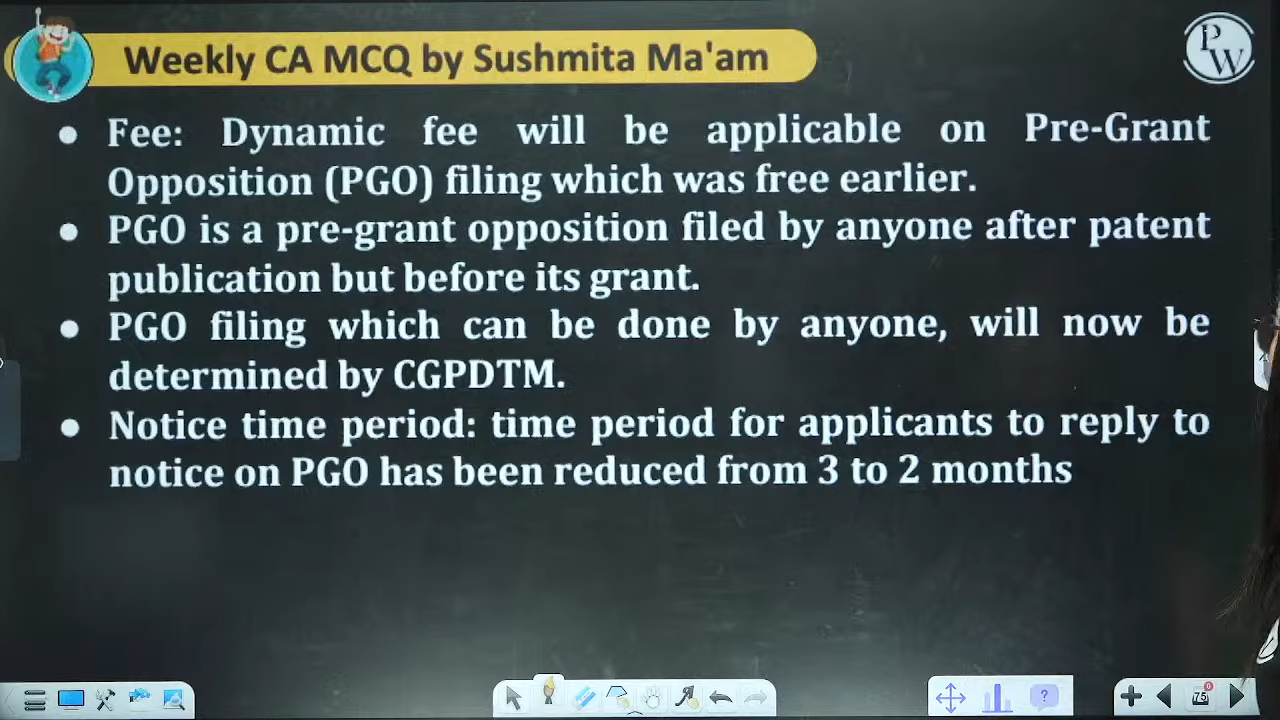 Weekly CA MCQ by Sushmita Ma'am
PW
● Fee: Dynamic fee will be applicable on Pre-Grant
Opposition (PGO) filing which was free earlier.
● PGO is a pre-grant opposition filed by anyone after patent
publication but before its grant.
● PGO filing which can be done by anyone, will now be
determined by CGPDTM.
● Notice time period: time period for applicants to reply to
notice on PGO has been reduced from 3 to 2 months
75
0